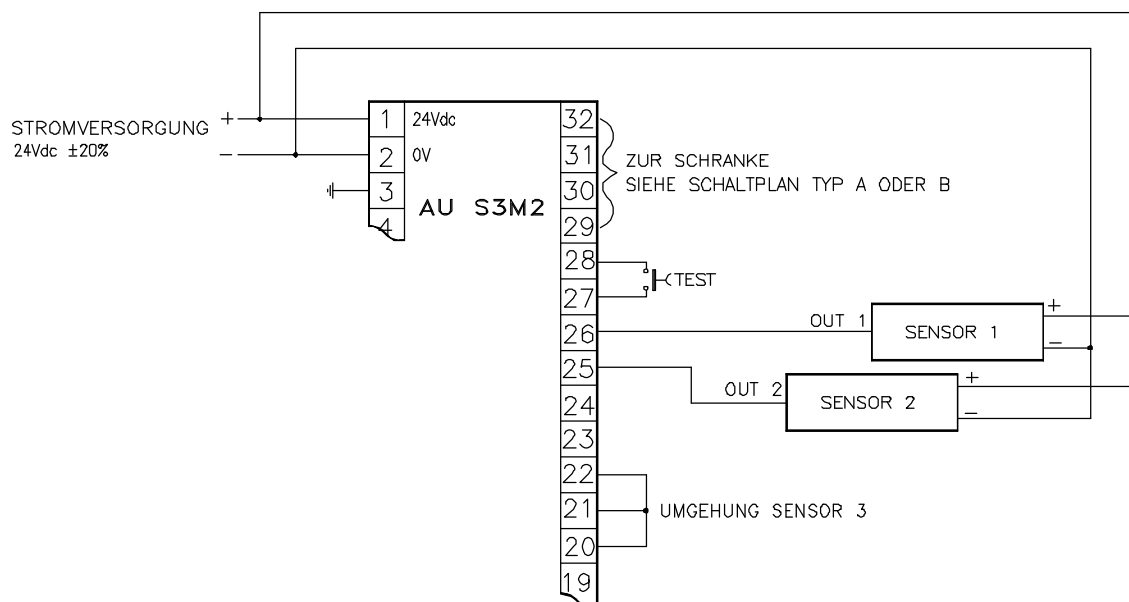 STROMVERSORGUNG
24Vdc ±20%
+
−
1
24Vdc
2
0V
3
4
AU S3M2
32
31
30
29
28
27
26
25
24
23
22
21
20
19
ZUR SCHRANKE
SIEHE SCHALTPLAN TYP A ODER B
TEST
OUT 1
SENSOR 1
+
−
OUT 2
SENSOR 2
+
−
UMGEHUNG SENSOR 3